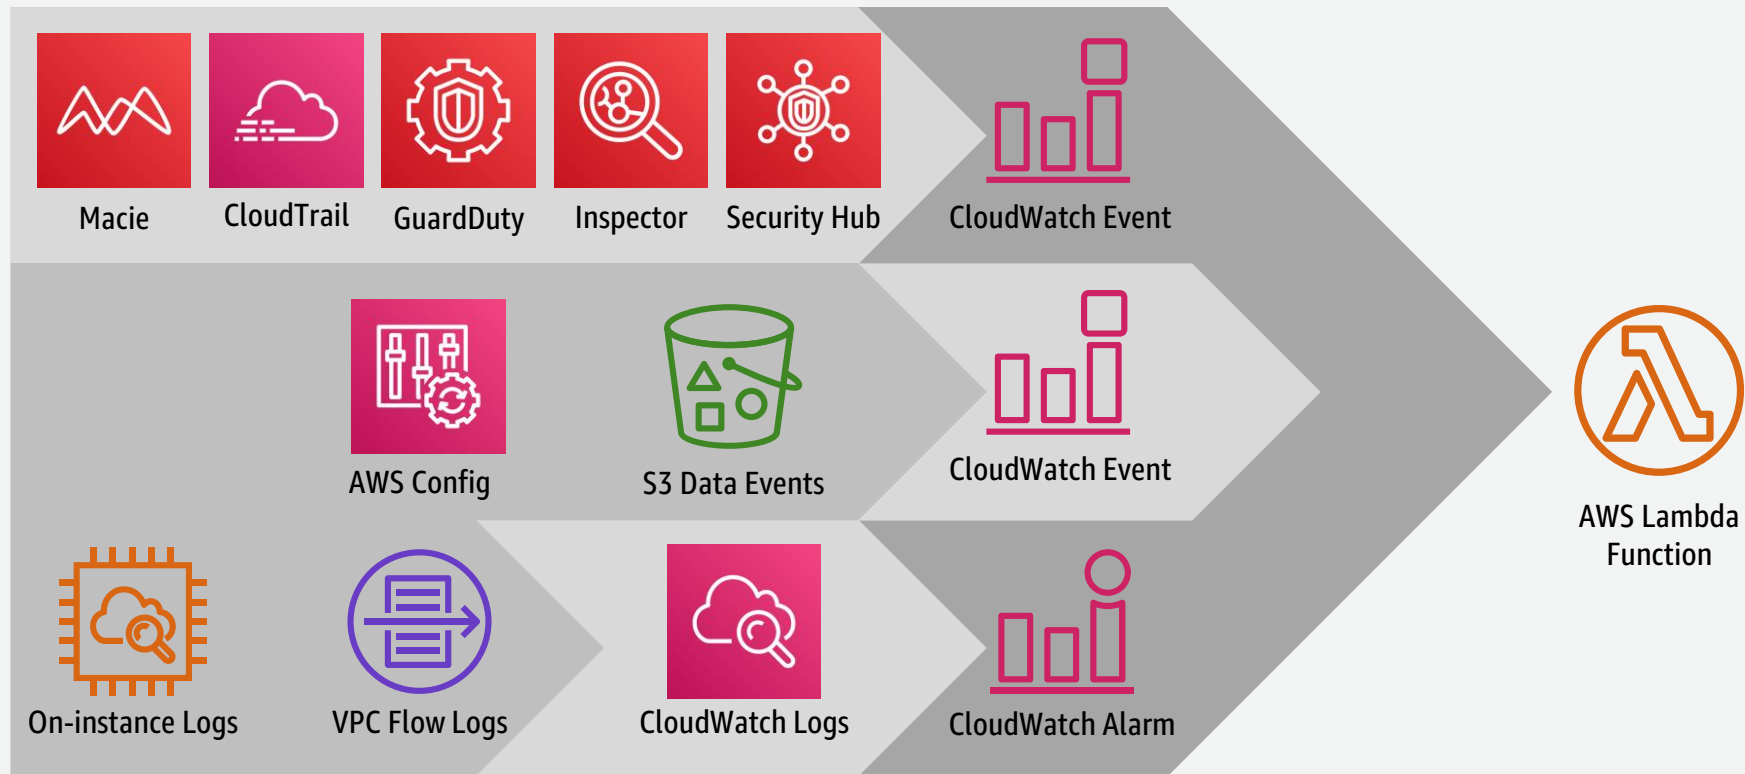 Macie
CloudTrail
GuardDuty
Inspector
Security Hub
CloudWatch Event
AWS Config
S3 Data Events
CloudWatch Event
AWS Lambda
Function
On-instance Logs
VPC Flow Logs
CloudWatch Logs
CloudWatch Alarm